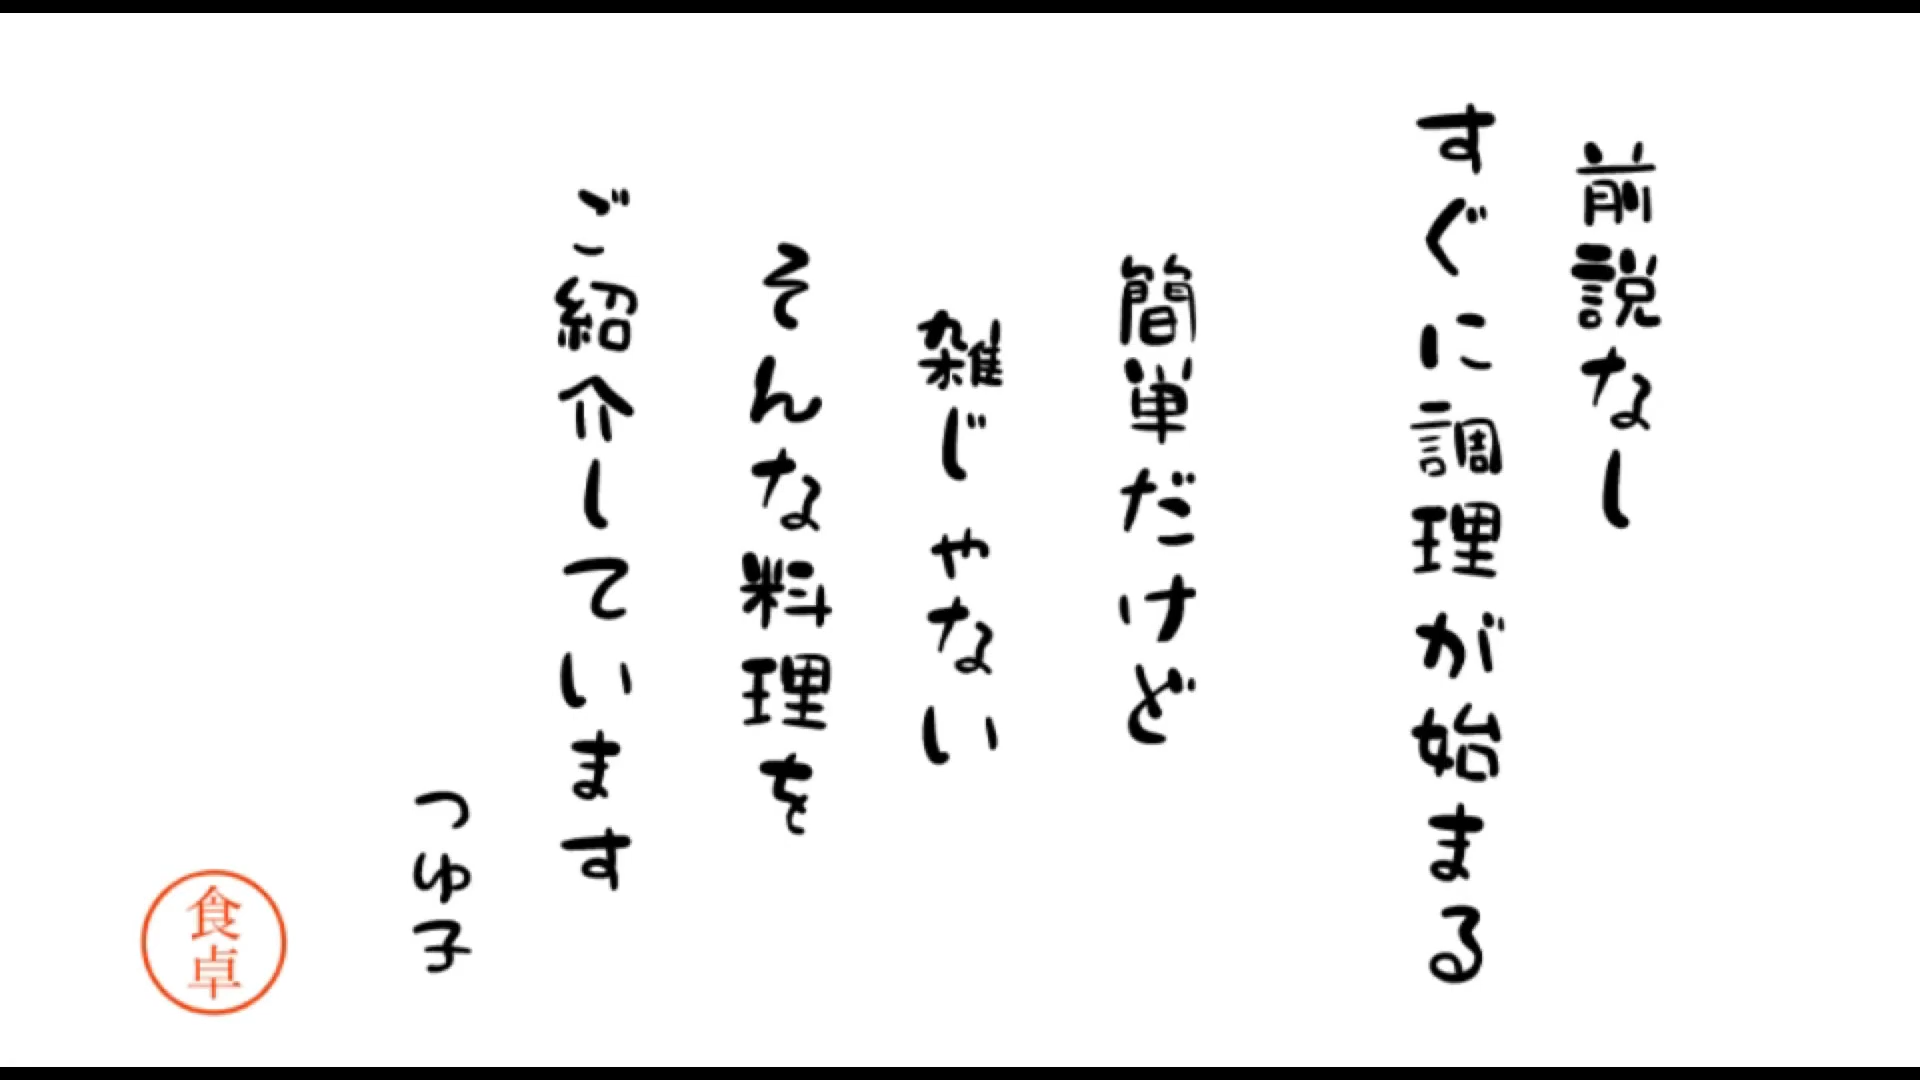 前説なし
すぐに調理が始まる
簡単だけど
雑じゃない
そんな料理を
ご紹介しています
つゆ子
食卓